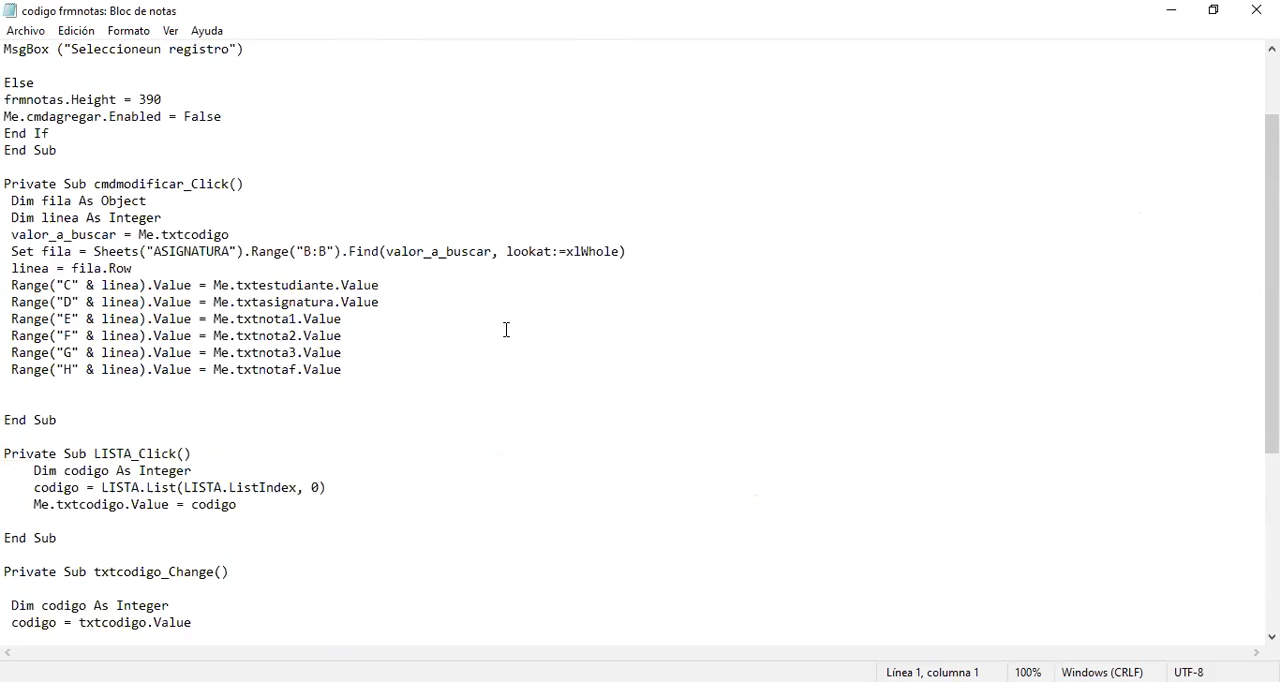 codigo frmnotas: Bloc de notas
Archivo Edición Formato Ver Ayuda
MsgBox ("Seleccioneun registro")
Else
frmnotas.Height = 390
Me.cmdagregar.Enabled = False
End If
End Sub
Private Sub cmdmodificar_Click()
Dim fila As Object
Dim linea As Integer
valor_a_buscar = Me.txtcodigo
Set fila = Sheets("ASIGNATURA").Range("B:B").Find(valor_a_buscar, lookat:=xlWhole)
linea = fila.Row
Range("C" & linea).Value = Me.txtestudiante.Value
Range("D" & linea).Value = Me.txtasignatura.Value
Range("E" & linea).Value = Me.txtnota1.Value
Range("F" & linea).Value = Me.txtnota2.Value
Range("G" & linea).Value = Me.txtnota3.Value
Range("H" & linea).Value = Me.txtnotaf.Value
End Sub
Private Sub LISTA_Click()
Dim codigo As Integer
codigo = LISTA.List(LISTA.ListIndex, 0)
Me.txtcodigo.Value = codigo
End Sub
Private Sub txtcodigo_Change()
Dim codigo As Integer
codigo = txtcodigo.Value
Línea 1, columna 1 100% Windows (CRLF) UTF-8